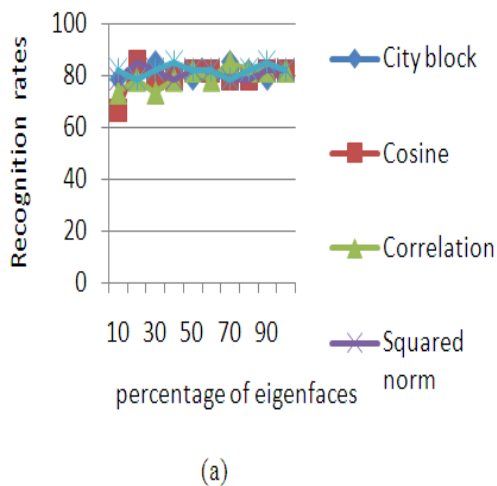 100
80
60
40
20
0
Recognition rates
10 30 50 70 90
percentage of eigenfaces
City block
Cosine
Correlation
Squared
norm
(a)